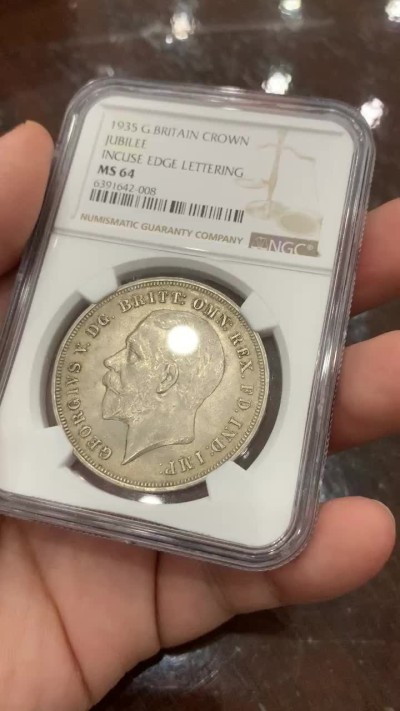 1935 G.BRITAIN CROWN
JUBILEE
INCUSE EDGE LETTERING
MS 64
6391642-008
NUMISMATIC GUARANTY COMPANY
NGC®
GEORGIVS V. DG. BRITT: OMN: REX. FD. IND: IMP: